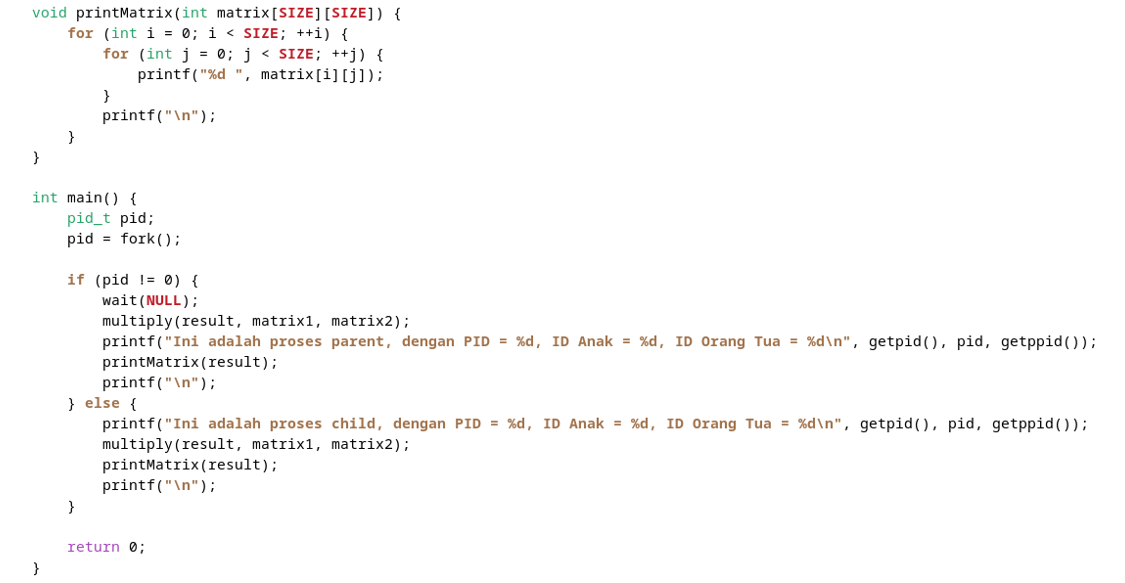 void printMatrix(int matrix[SIZE][SIZE]) {
    for (int i = 0; i < SIZE; ++i) {
        for (int j = 0; j < SIZE; ++j) {
            printf("%d ", matrix[i][j]);
        }
        printf("\n");
    }
}

int main() {
    pid_t pid;
    pid = fork();

    if (pid != 0) {
        wait(NULL);
        multiply(result, matrix1, matrix2);
        printf("Ini adalah proses parent, dengan PID = %d, ID Anak = %d, ID Orang Tua = %d\n", getpid(), pid, getppid());
        printMatrix(result);
        printf("\n");
    } else {
        printf("Ini adalah proses child, dengan PID = %d, ID Anak = %d, ID Orang Tua = %d\n", getpid(), pid, getppid());
        multiply(result, matrix1, matrix2);
        printMatrix(result);
        printf("\n");
    }

    return 0;
}